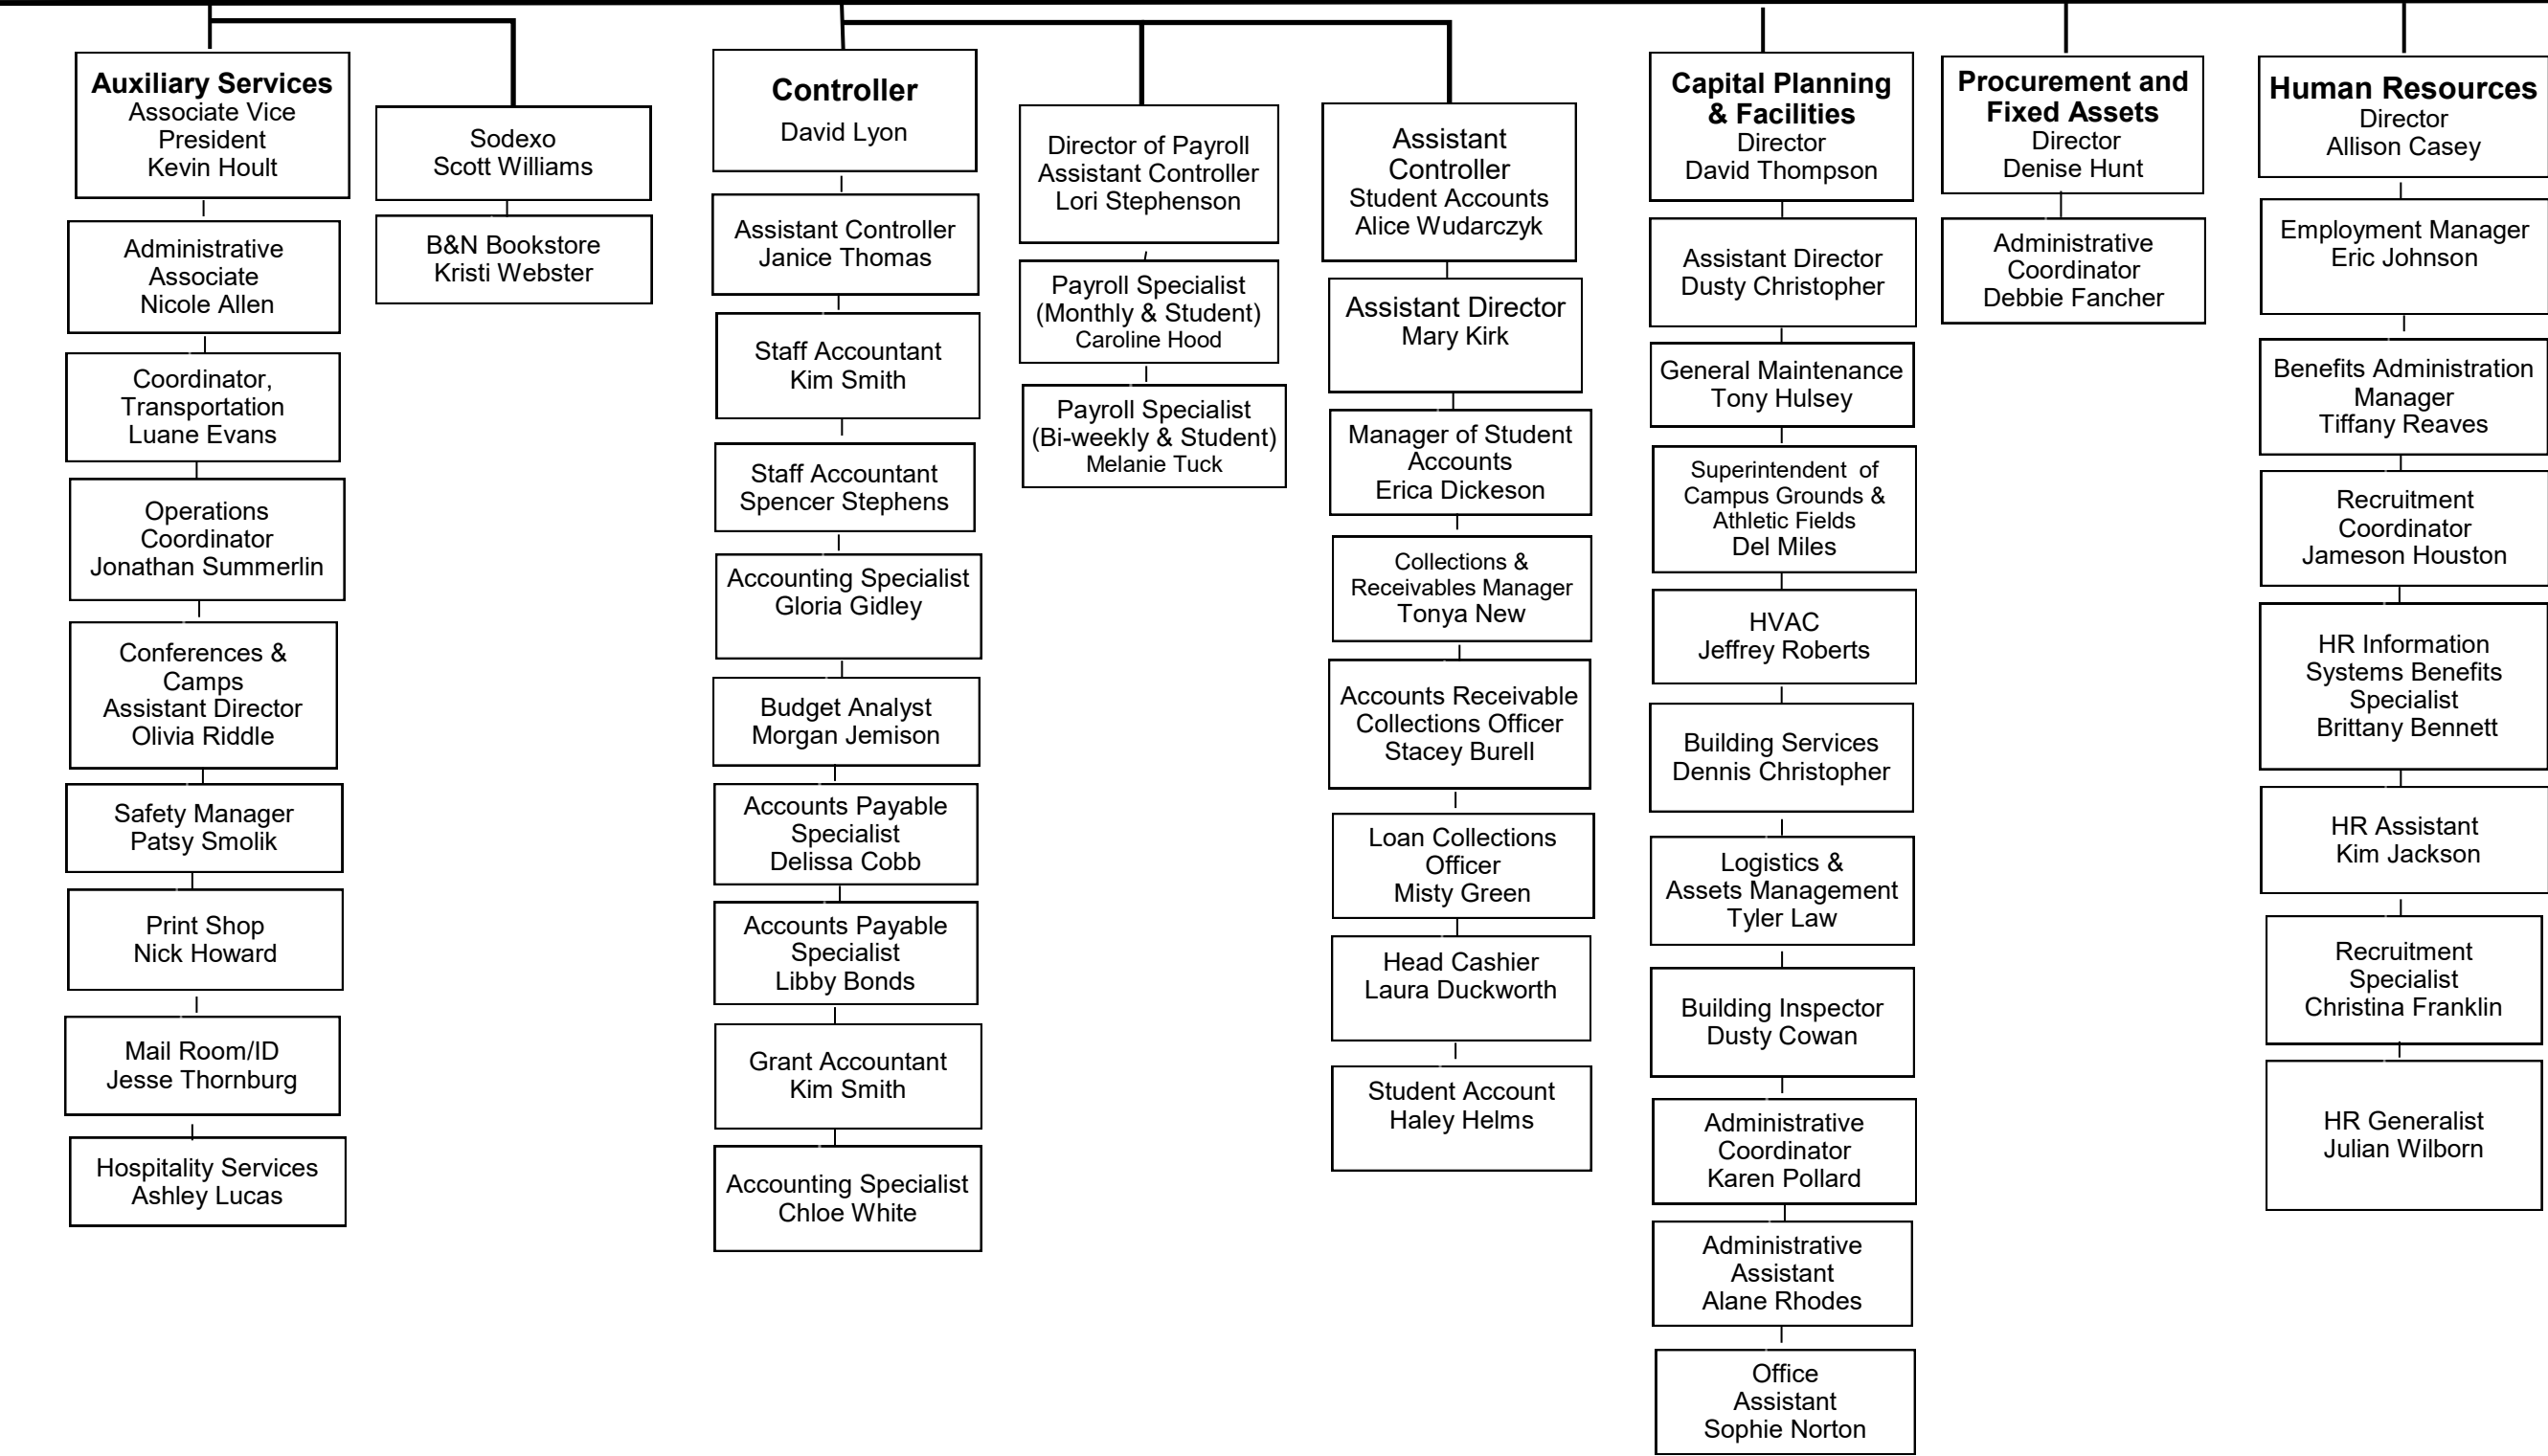 Auxiliary Services
Associate Vice
President
Kevin Hoult
Administrative
Associate
Nicole Allen
Coordinator,
Transportation
Luane Evans
Operations
Coordinator
Jonathan Summerlin
Conferences &
Camps
Assistant Director
Olivia Riddle
Safety Manager
Patsy Smolik
Print Shop
Nick Howard
Mail Room/ID
Jesse Thornburg
Hospitality Services
Ashley Lucas
Sodexo
Scott Williams
B&N Bookstore
Kristi Webster
Controller
David Lyon
Assistant Controller
Janice Thomas
Staff Accountant
Kim Smith
Staff Accountant
Spencer Stephens
Accounting Specialist
Gloria Gidley
Budget Analyst
Morgan Jemison
Accounts Payable
Specialist
Delissa Cobb
Accounts Payable
Specialist
Libby Bonds
Grant Accountant
Kim Smith
Accounting Specialist
Chloe White
Director of Payroll
Assistant Controller
Lori Stephenson
Payroll Specialist
(Monthly & Student)
Caroline Hood
Payroll Specialist
(Bi-weekly & Student)
Melanie Tuck
Assistant
Controller
Student Accounts
Alice Wudarczyk
Assistant Director
Mary Kirk
Manager of Student
Accounts
Erica Dickeson
Collections &
Receivables Manager
Tonya New
Accounts Receivable
Collections Officer
Stacey Burell
Loan Collections
Officer
Misty Green
Head Cashier
Laura Duckworth
Student Account
Haley Helms
Capital Planning
& Facilities
Director
David Thompson
Assistant Director
Dusty Christopher
General Maintenance
Tony Hulsey
Superintendent of
Campus Grounds &
Athletic Fields
Del Miles
HVAC
Jeffrey Roberts
Building Services
Dennis Christopher
Logistics &
Assets Management
Tyler Law
Building Inspector
Dusty Cowan
Administrative
Coordinator
Karen Pollard
Administrative
Assistant
Alane Rhodes
Office
Assistant
Sophie Norton
Procurement and
Fixed Assets
Director
Denise Hunt
Administrative
Coordinator
Debbie Fancher
Human Resources
Director
Allison Casey
Employment Manager
Eric Johnson
Benefits Administration
Manager
Tiffany Reaves
Recruitment
Coordinator
Jameson Houston
HR Information
Systems Benefits
Specialist
Brittany Bennett
HR Assistant
Kim Jackson
Recruitment
Specialist
Christina Franklin
HR Generalist
Julian Wilborn